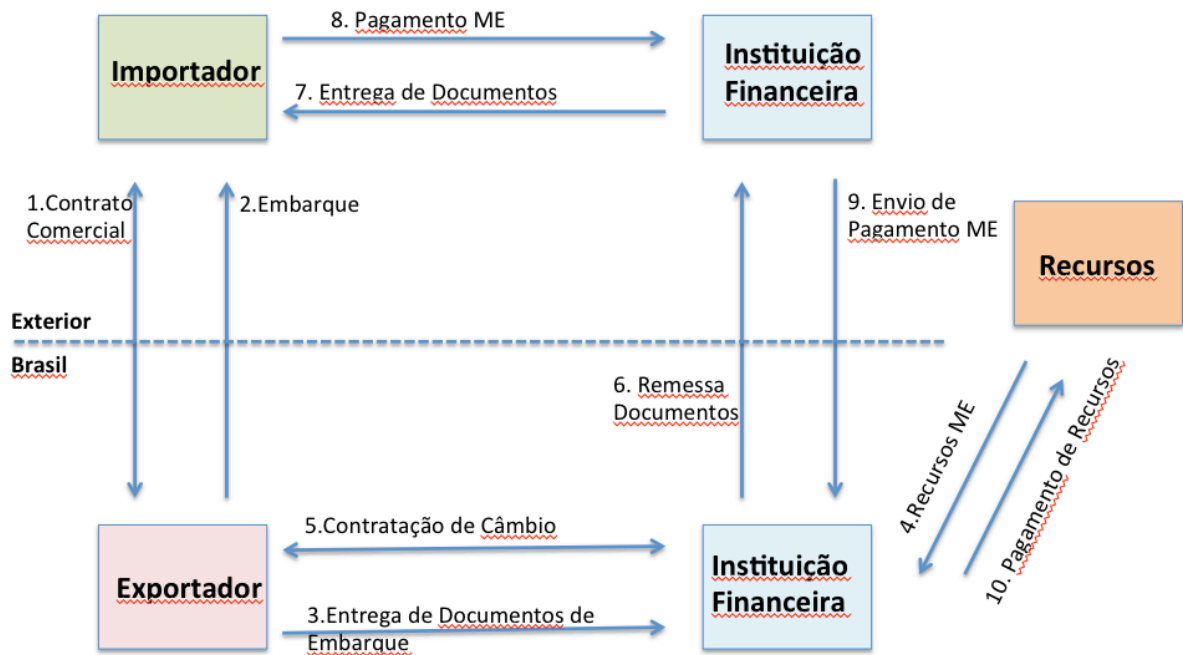 8. Pagamento ME
Importador
Instituição
Financeira
7. Entrega de Documentos
1.Contrato
Comercial
2.Embarque
9. Envio de
Pagamento ME
Recursos
Exterior
Brasil
6. Remessa
Documentos
4.Recursos ME
10. Pagamento de Recursos
5.Contratação de Câmbio
Exportador
Instituição
Financeira
3.Entrega de Documentos de
Embarque